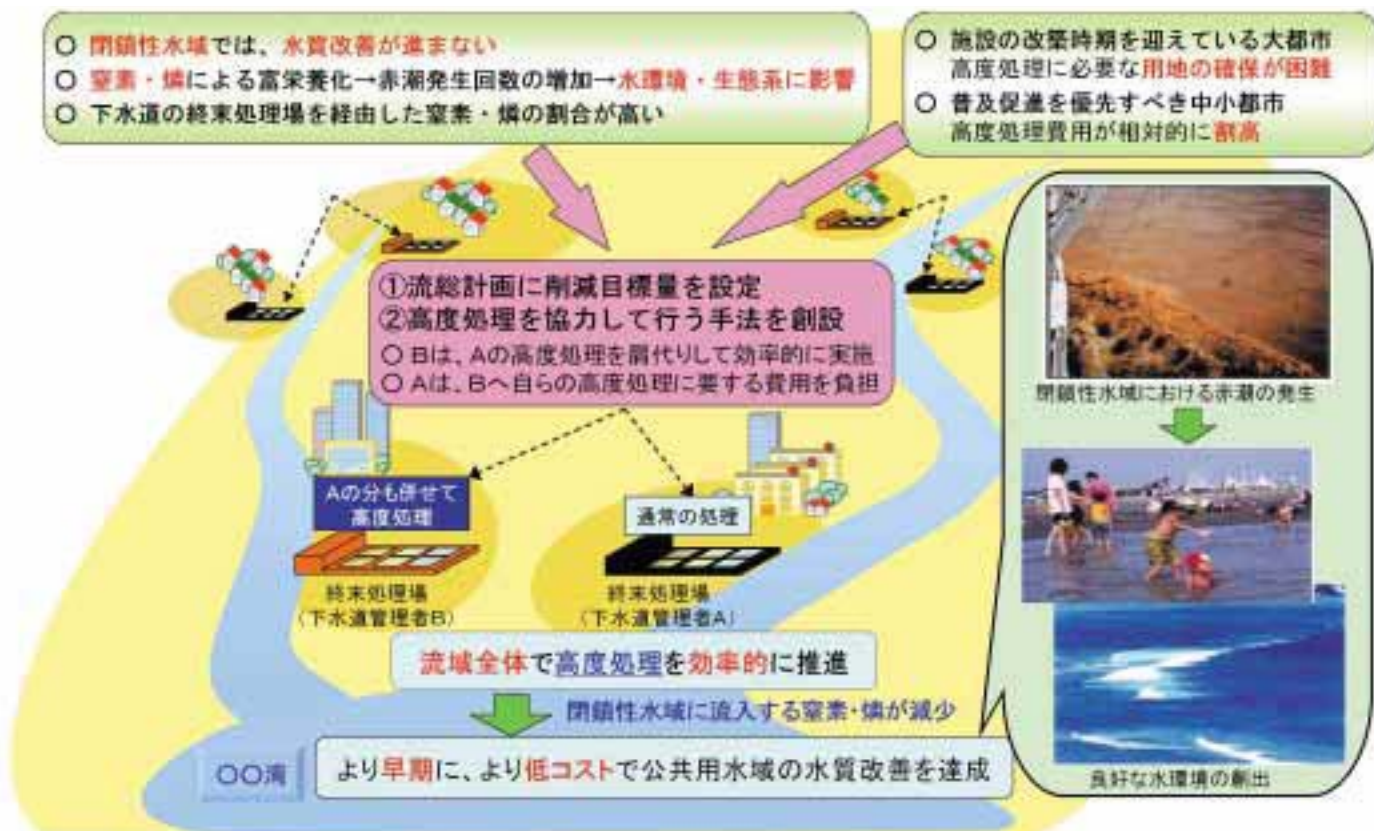 ○ 閉鎖性水域では、水質改善が進まない
○ 窒素・燐による富栄養化→赤潮発生回数の増加→水環境・生態系に影響
○ 下水道の終末処理場を経由した窒素・燐の割合が高い
○ 施設の改築時期を迎えている大都市
高度処理に必要な用地の確保が困難
○ 普及促進を優先すべき中小都市
高度処理費用が相対的に割高
①流総計画に削減目標量を設定
②高度処理を協力して行う手法を創設
○ Bは、Aの高度処理を肩代りして効率的に実施
○ Aは、Bへ自らの高度処理に要する費用を負担
閉鎖性水域における赤潮の発生
Aの分も併せて
高度処理
通常の処理
終末処理場
(下水道管理者B)
終末処理場
(下水道管理者A)
流域全体で高度処理を効率的に推進
閉鎖性水域に流入する窒素・燐が減少
○○湾
より早期に、より低コストで公共用水域の水質改善を達成
良好な水環境の創出